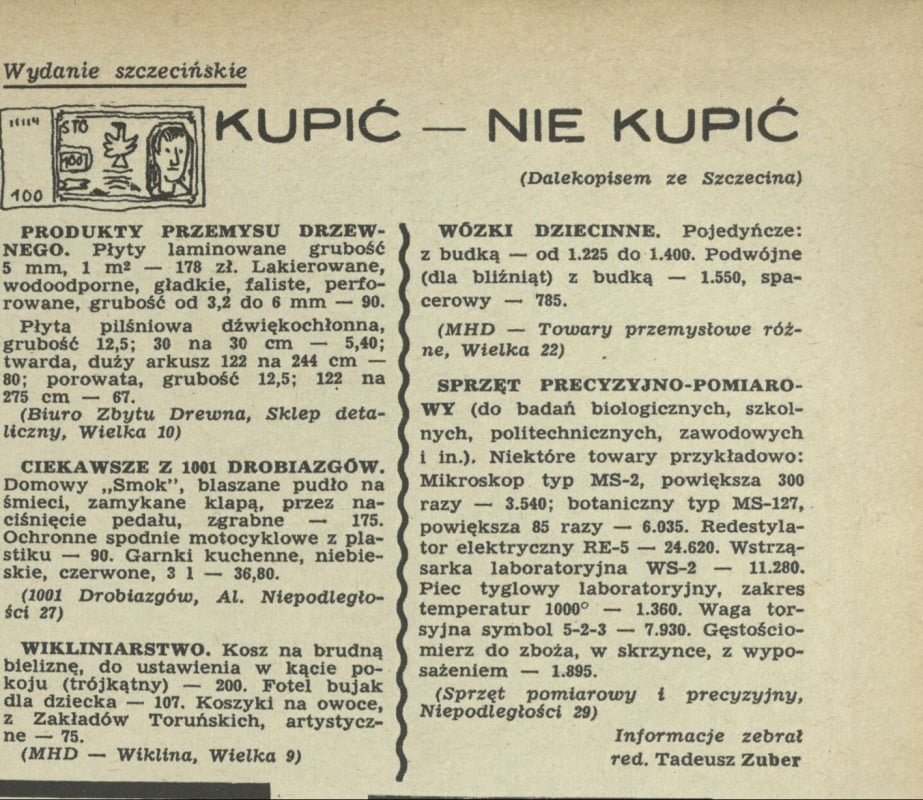 Wydanie szczecińskie
STO
100
100
KUPIĆ — NIE KUPIĆ
(Dalekopisem ze Szczecina)
PRODUKTY PRZEMYSU DRZEW-
NEGO. Płyty laminowane grubość
5 mm, 1 m² — 178 zł. Lakierowane,
wodoodporne, gładkie, faliste, perfo-
rowane, grubość od 3,2 do 6 mm — 90.
Płyta pilśniowa dźwiękochłonna,
grubość 12,5; 30 na 30 cm — 5,40;
twarda, duży arkusz 122 na 244 cm —
80; porowata, grubość 12,5; 122 na
275 cm — 67.
(Biuro Zbytu Drewna, Sklep deta-
liczny, Wielka 10)
CIEKAWSZE Z 1001 DROBIAZGÓW.
Domowy „Smok”, blaszane pudło na
śmieci, zamykane klapą, przez na-
ciśnięcie pedału, zgrabne — 175.
Ochronne spodnie motocyklowe z pla-
stiku — 90. Garnki kuchenne, niebie-
skie, czerwone, 3 l — 36,80.
(1001 Drobiazgów, Al. Niepodległo-
ści 27)
WIKLINIARSTWO. Kosz na brudną
bieliznę, do ustawienia w kącie po-
koju (trójkątny) — 200. Fotel bujak
dla dziecka — 107. Koszyki na owoce,
z Zakładów Toruńskich, artystycz-
ne — 75.
(MHD — Wiklina, Wielka 9)
WÓZKI DZIECINNE. Pojedyńcze:
z budką — od 1.225 do 1.400. Podwójne
(dla bliźniąt) z budką — 1.550, spa-
cerowy — 785.
(MHD — Towary przemysłowe róż-
ne, Wielka 22)
SPRZĘT PRECYZYJNO-POMIARO-
WY (do badań biologicznych, szkol-
nych, politechnicznych, zawodowych
i in.). Niektóre towary przykładowo:
Mikroskop typ MS-2, powiększa 300
razy — 3.540; botaniczny typ MS-127,
powiększa 85 razy — 6.035. Redestyla-
tor elektryczny RE-5 — 24.620. Wstrzą-
sarka laboratoryjna WS-2 — 11.280.
Piec tyglowy laboratoryjny, zakres
temperatur 1000° — 1.360. Waga tor-
syjna symbol 5-2-3 — 7.930. Gęstościo-
mierz do zboża, w skrzynce, z wypo-
sażeniem — 1.895.
(Sprzęt pomiarowy i precyzyjny,
Niepodległości 29)
Informacje zebrał
red. Tadeusz Zuber